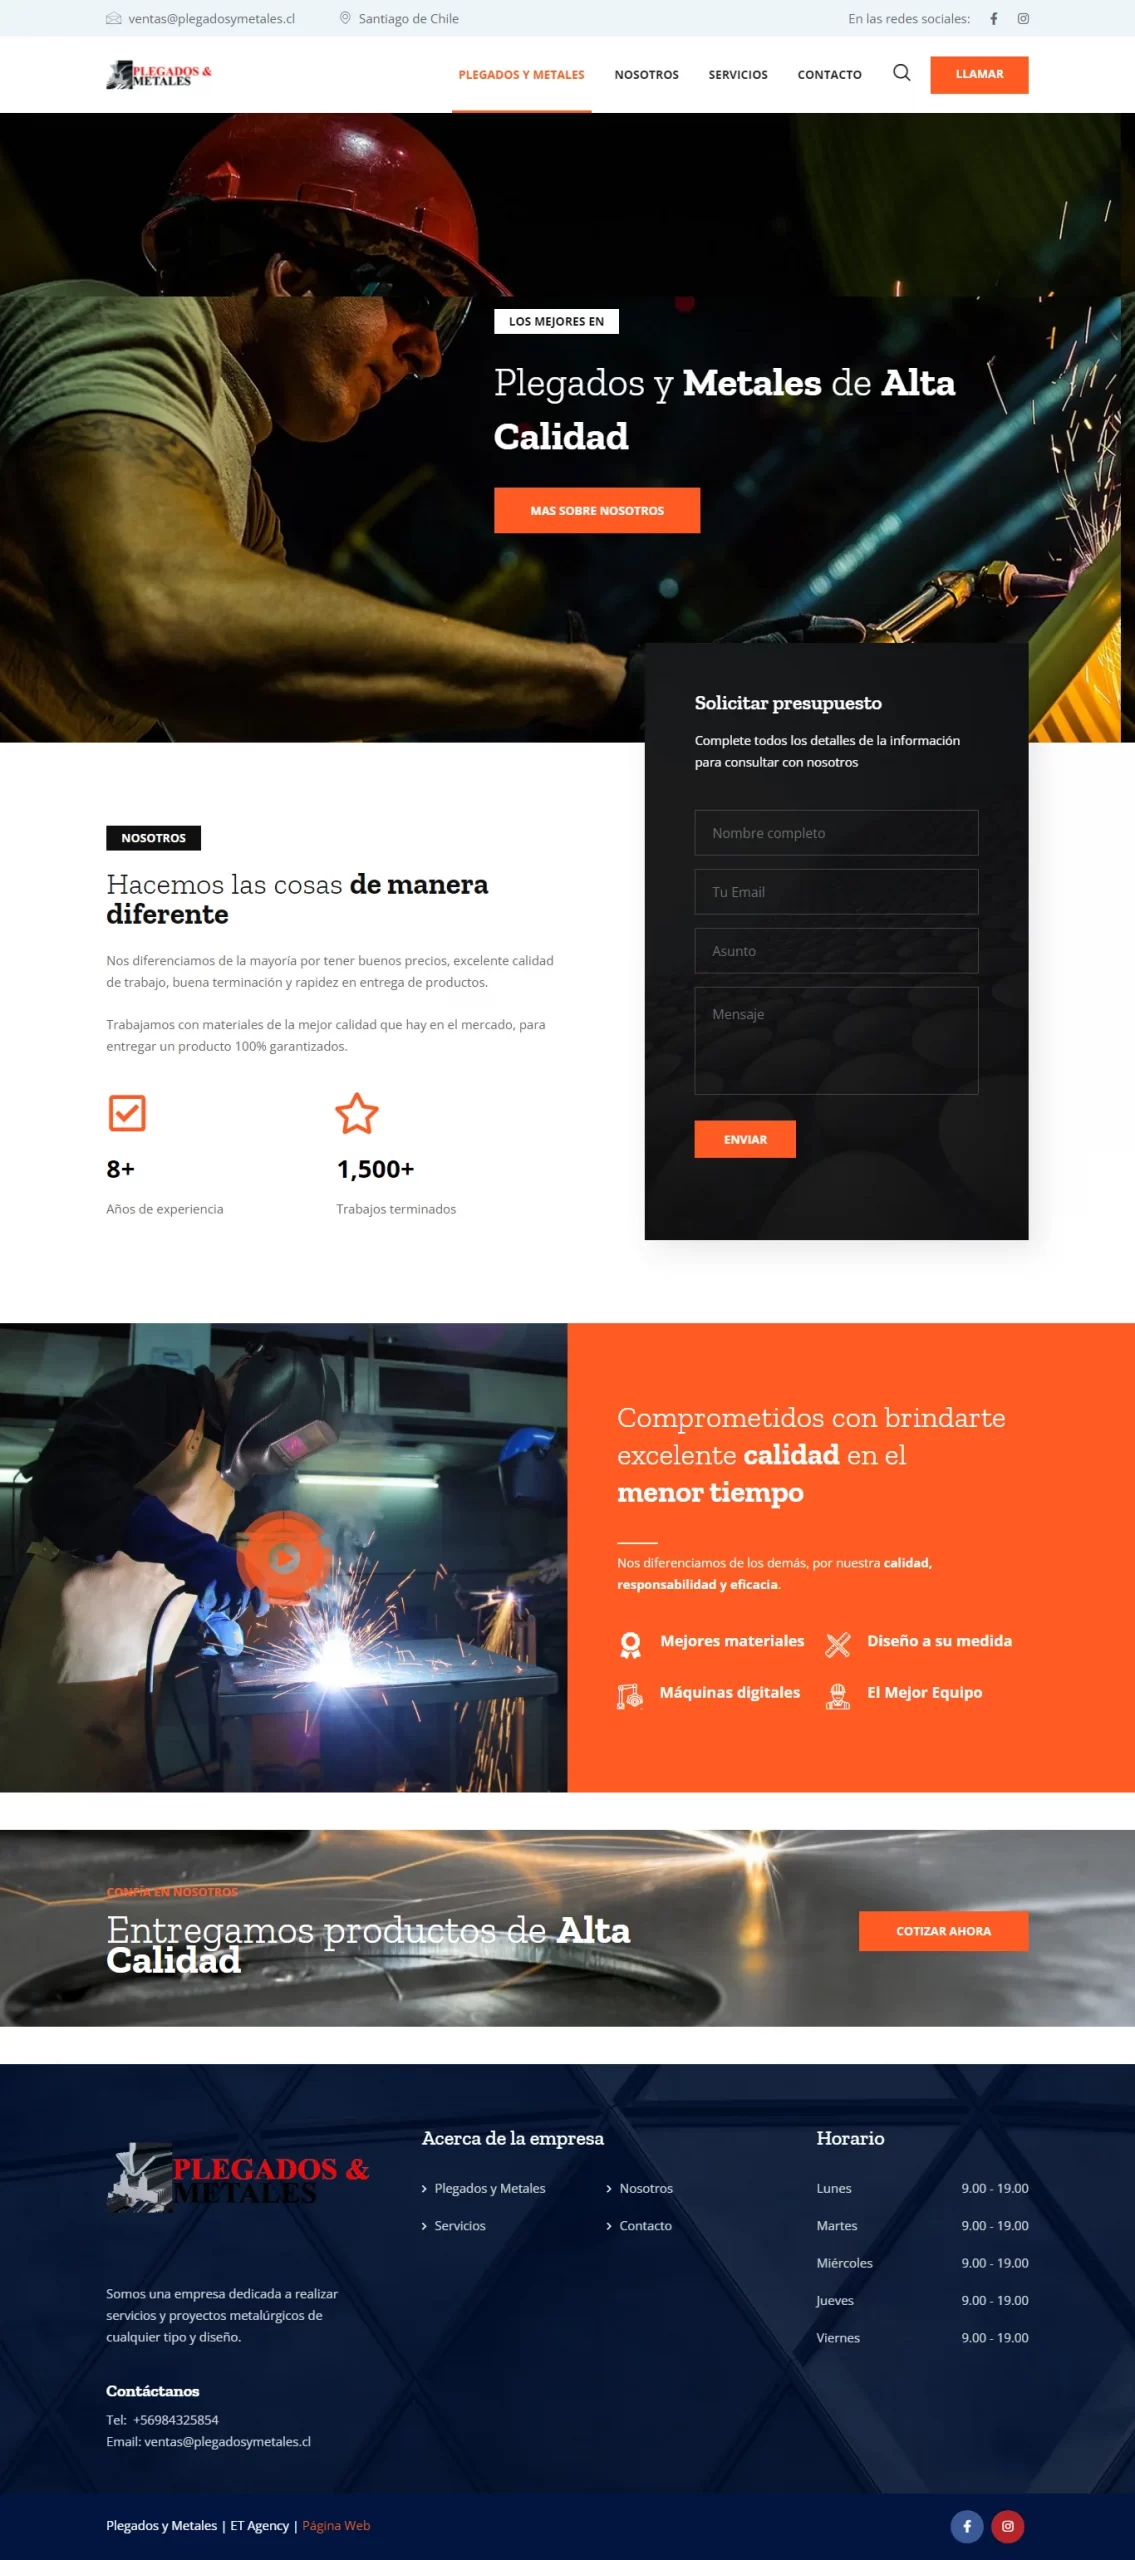 ventas@plegadosymetales.cl
Santiago de Chile
En las redes sociales:
PLEGADOS &
METALES
PLEGADOS Y METALES
NOSOTROS
SERVICIOS
CONTACTO
LLAMAR
LOS MEJORES EN
Plegados y Metales de Alta
Calidad
MAS SOBRE NOSOTROS
Solicitar presupuesto
Complete todos los detalles de la información
para consultar con nosotros
Nombre completo
Tu Email
Asunto
Mensaje
ENVIAR
NOSOTROS
Hacemos las cosas de manera
diferente
Nos diferenciamos de la mayoría por tener buenos precios, excelente calidad
de trabajo, buena terminación y rapidez en entrega de productos.
Trabajamos con materiales de la mejor calidad que hay en el mercado, para
entregar un producto 100% garantizados.
8+
Años de experiencia
1,500+
Trabajos terminados
Comprometidos con brindarte
excelente calidad en el
menor tiempo
Nos diferenciamos de los demás, por nuestra calidad,
responsabilidad y eficacia.
Mejores materiales
Diseño a su medida
Máquinas digitales
El Mejor Equipo
CONFÍA EN NOSOTROS
Entregamos productos de Alta
Calidad
COTIZAR AHORA
PLEGADOS &
METALES
Somos una empresa dedicada a realizar
servicios y proyectos metalúrgicos de
cualquier tipo y diseño.
Contáctanos
Tel: +56984325854
Email: ventas@plegadosymetales.cl
Acerca de la empresa
Plegados y Metales
Nosotros
Servicios
Contacto
Horario
Lunes 9.00 - 19.00
Martes 9.00 - 19.00
Miércoles 9.00 - 19.00
Jueves 9.00 - 19.00
Viernes 9.00 - 19.00
Plegados y Metales | ET Agency | Página Web